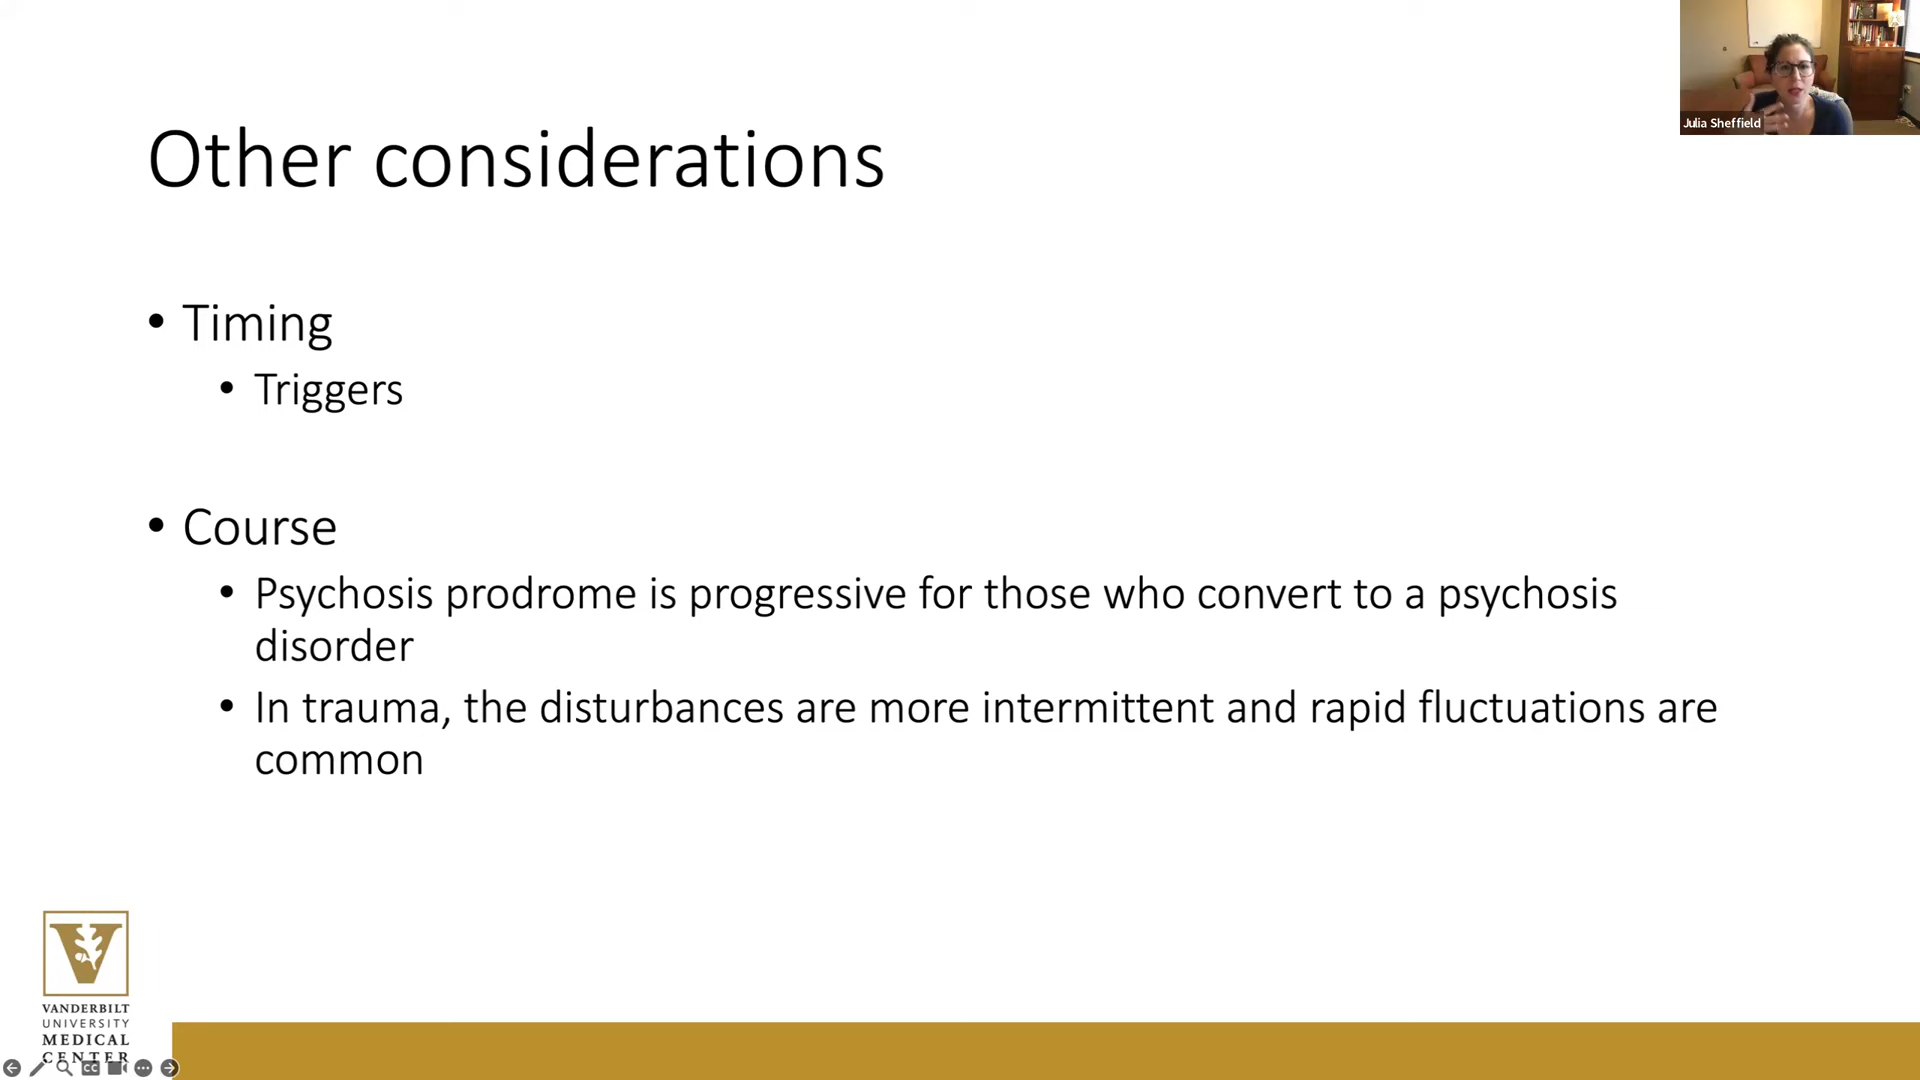 Other considerations
• Timing
• Triggers
• Course
• Psychosis prodrome is progressive for those who convert to a psychosis
disorder
• In trauma, the disturbances are more intermittent and rapid fluctuations are
common
Julia Sheffield
V
VANDERBILT
UNIVERSITY
MEDICAL
CENTER
CC